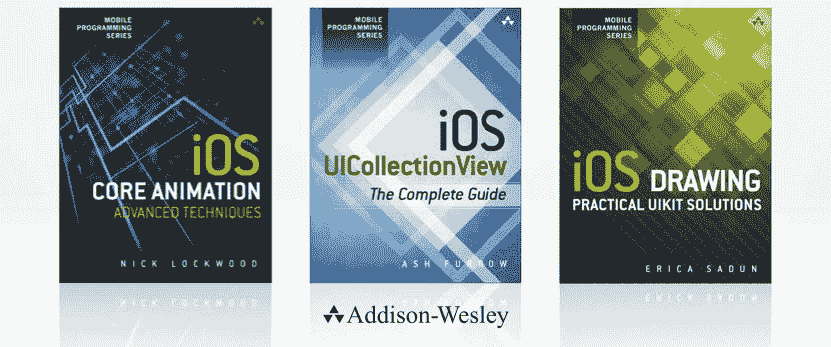 MOBILE
PROGRAMMING
SERIES
iOS
CORE ANIMATION
ADVANCED TECHNIQUES
NICK LOCKWOOD
MOBILE
PROGRAMMING
SERIES
iOS
UICollectionView
The Complete Guide
ASH FURROW
MOBILE
PROGRAMMING
SERIES
iOS DRAWING
PRACTICAL UIKIT SOLUTIONS
ERICA SADUN
Addison-Wesley